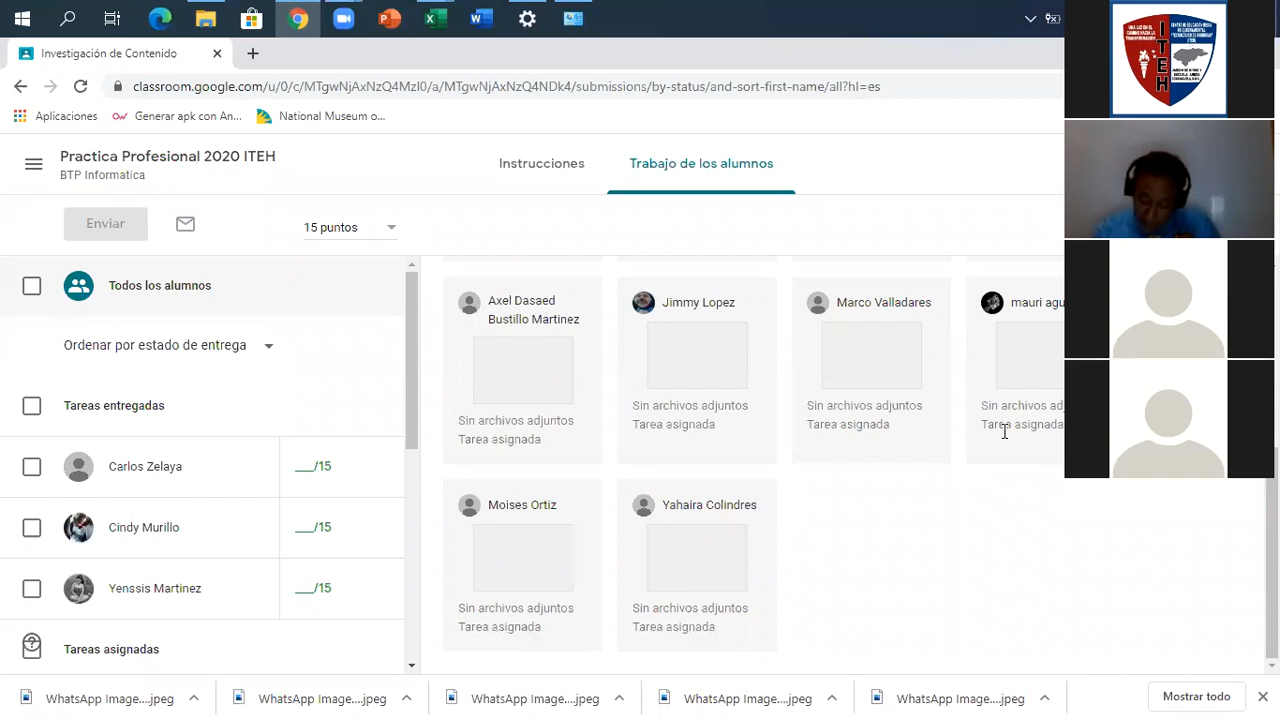 Investigación de Contenido
classroom.google.com/u/0/c/MTgwNjAxNzQ4Mzl0/a/MTgwNjAxNzQ4NDk4/submissions/by-status/and-sort-first-name/all?hl=es
Aplicaciones
Generar apk con An...
National Museum o...
Practica Profesional 2020 ITEH
BTP Informatica
Instrucciones
Trabajo de los alumnos
Enviar
15 puntos
Todos los alumnos
Ordenar por estado de entrega
Tareas entregadas
Carlos Zelaya
__/15
Cindy Murillo
__/15
Yenssis Martinez
__/15
Tareas asignadas
Axel Dasaed
Bustillo Martinez
Sin archivos adjuntos
Tarea asignada
Jimmy Lopez
Sin archivos adjuntos
Tarea asignada
Marco Valladares
Sin archivos adjuntos
Tarea asignada
mauri agu
Sin archivos ad
Tarea asignada
Moises Ortiz
Sin archivos adjuntos
Tarea asignada
Yahaira Colindres
Sin archivos adjuntos
Tarea asignada
ITEH
WhatsApp Image....jpeg
WhatsApp Image....jpeg
WhatsApp Image....jpeg
WhatsApp Image....jpeg
WhatsApp Image....jpeg
Mostrar todo